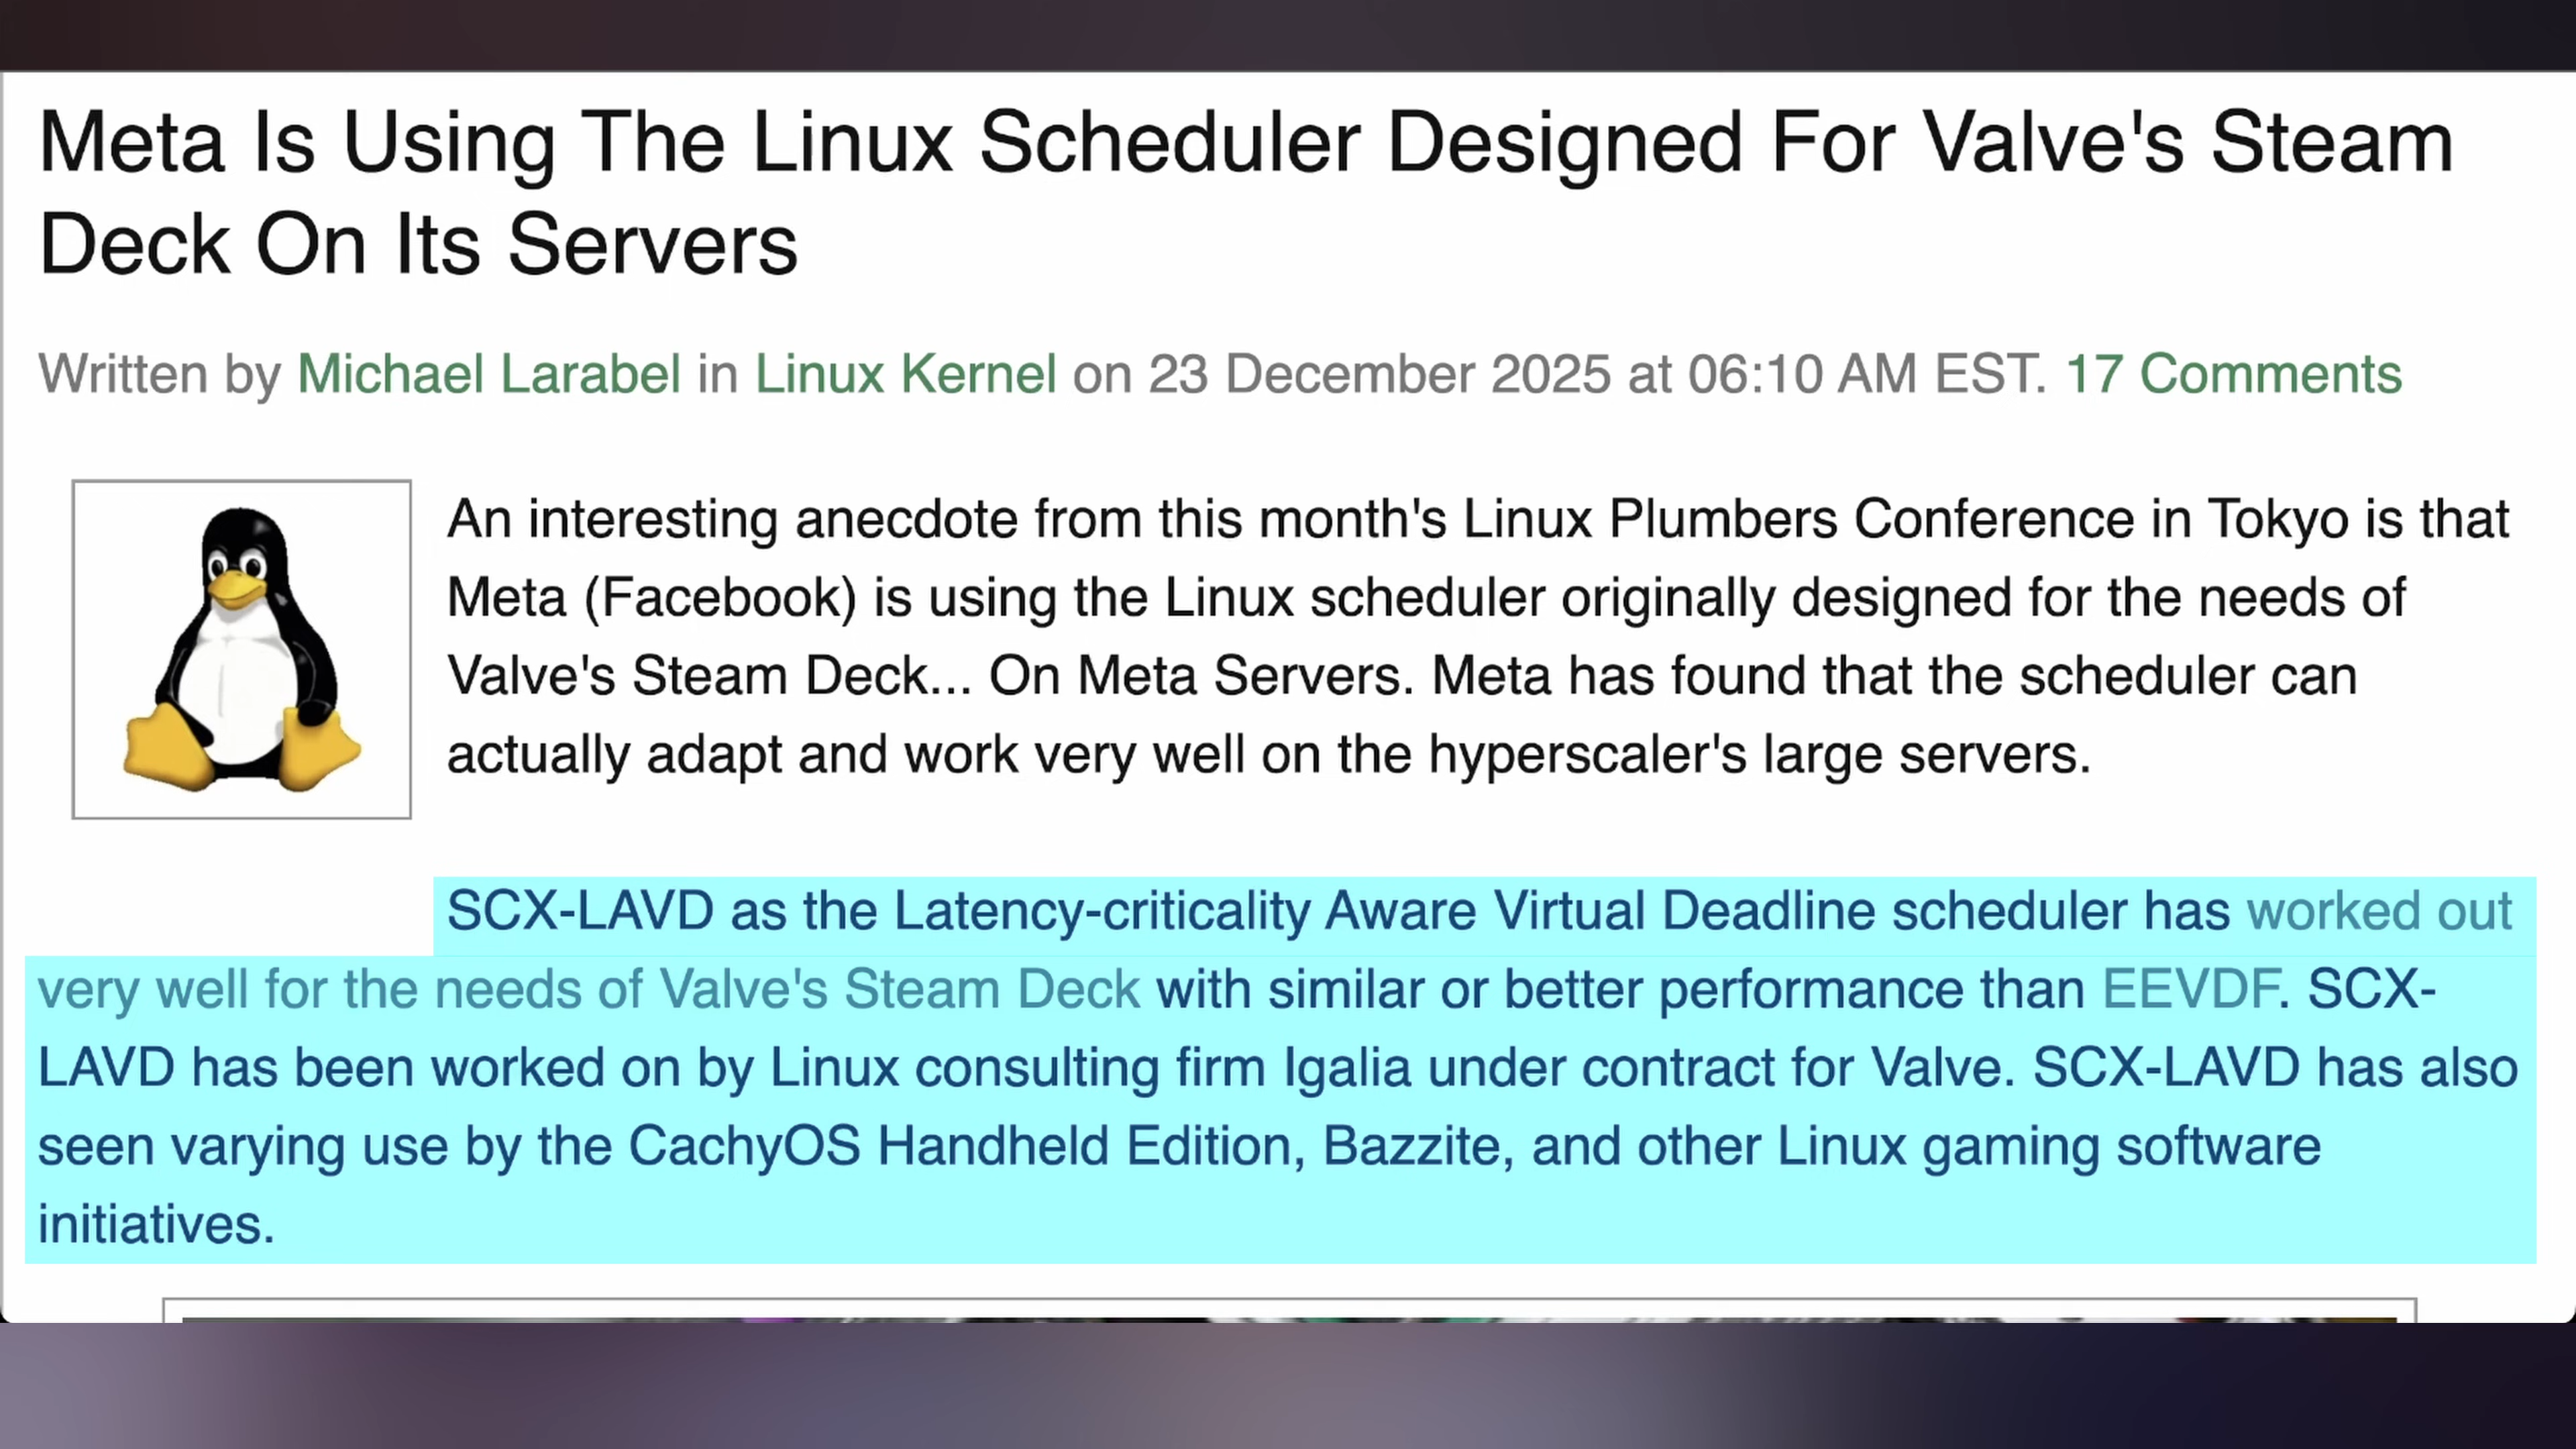 Meta Is Using The Linux Scheduler Designed For Valve's Steam
Deck On Its Servers
Written by Michael Larabel in Linux Kernel on 23 December 2025 at 06:10 AM EST. 17 Comments
An interesting anecdote from this month's Linux Plumbers Conference in Tokyo is that
Meta (Facebook) is using the Linux scheduler originally designed for the needs of
Valve's Steam Deck... On Meta Servers. Meta has found that the scheduler can
actually adapt and work very well on the hyperscaler's large servers.
SCX-LAVD as the Latency-criticality Aware Virtual Deadline scheduler has worked out
very well for the needs of Valve's Steam Deck with similar or better performance than EEVDF. SCX-
LAVD has been worked on by Linux consulting firm Igalia under contract for Valve. SCX-LAVD has also
seen varying use by the CachyOS Handheld Edition, Bazzite, and other Linux gaming software
initiatives.